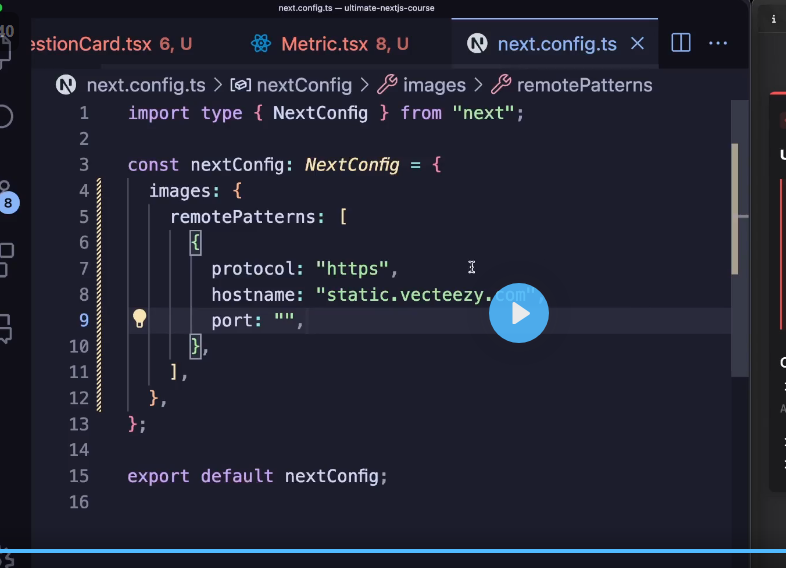 next.config.ts — ultimate-nextjs-course
estionCard.tsx 6, U
Metric.tsx 8, U
next.config.ts
next.config.ts > nextConfig > images > remotePatterns
1 import type { NextConfig } from "next";
2
3 const nextConfig: NextConfig = {
4 images: {
5 remotePatterns: [
6 {
7 protocol: "https",
8 hostname: "static.vecteezy.com",
9 port: "",
10 },
11 ],
12 },
13 };
14
15 export default nextConfig;
16
8